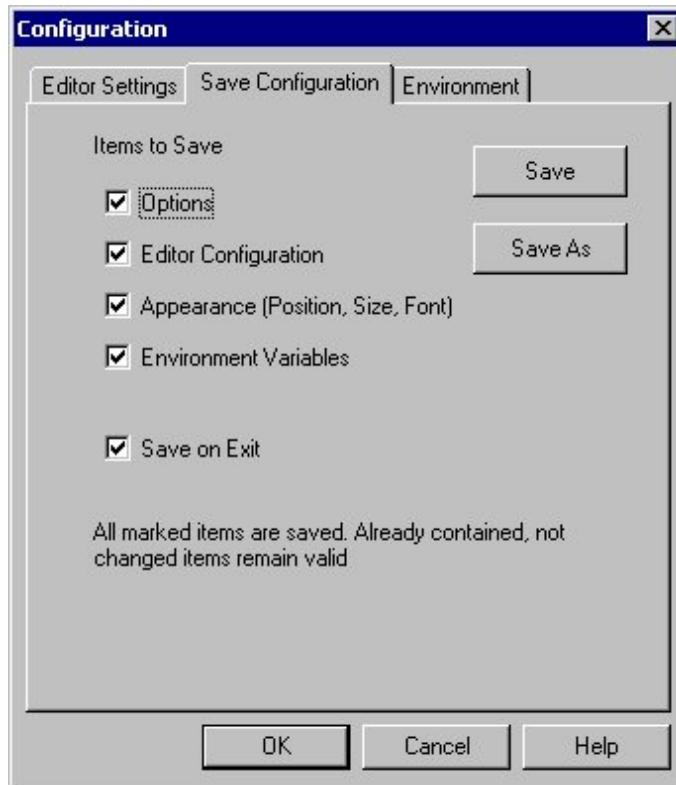 Configuration
Editor Settings
Save Configuration
Environment
Items to Save
Save
Options
Save As
Editor Configuration
Appearance (Position, Size, Font)
Environment Variables
Save on Exit
All marked items are saved. Already contained, not
changed items remain valid
OK
Cancel
Help